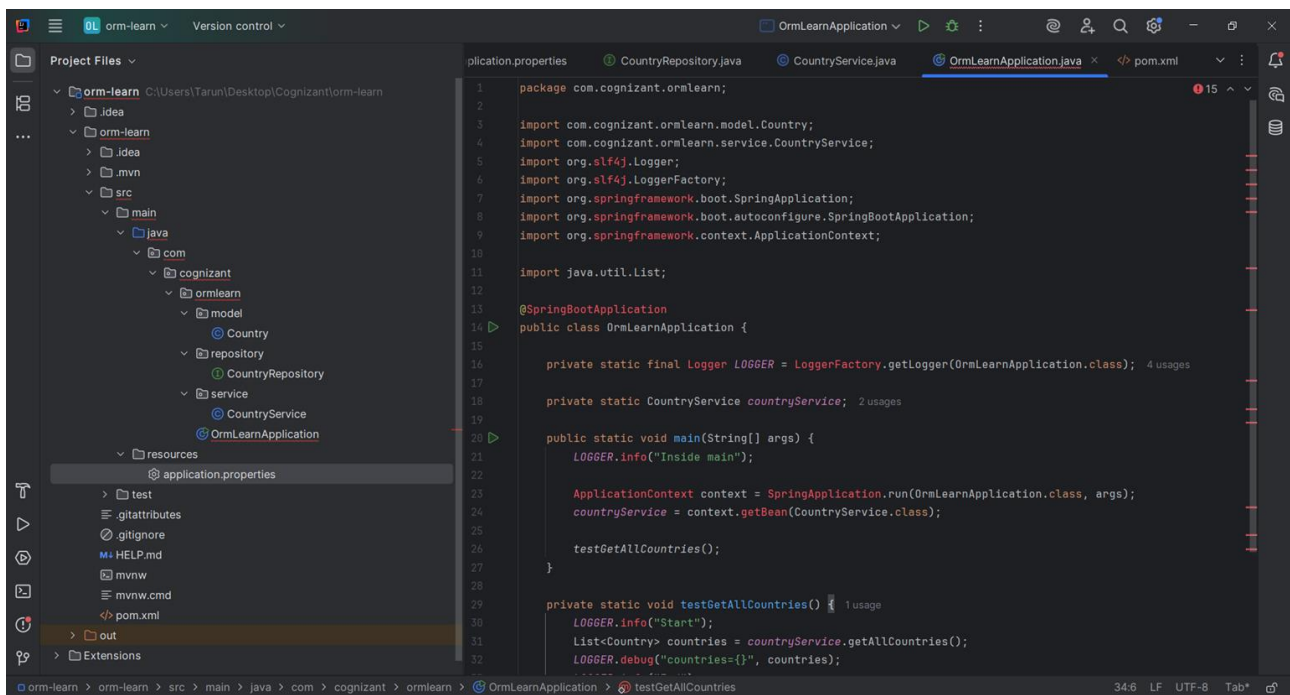 OL orm-learn Version control OrmLearnApplication
Project Files
orm-learn C:\Users\Tarun\Desktop\Cognizant\orm-learn
.idea
orm-learn
.idea
.mvn
src
main
java
com
cognizant
ormlearn
model
Country
repository
CountryRepository
service
CountryService
OrmLearnApplication
resources
application.properties
test
.gitattributes
.gitignore
M↓ HELP.md
mvnw
mvnw.cmd
pom.xml
out
Extensions
plication.properties CountryRepository.java CountryService.java OrmLearnApplication.java pom.xml
15
1 package com.cognizant.ormlearn;
2
3 import com.cognizant.ormlearn.model.Country;
4 import com.cognizant.ormlearn.service.CountryService;
5 import org.slf4j.Logger;
6 import org.slf4j.LoggerFactory;
7 import org.springframework.boot.SpringApplication;
8 import org.springframework.boot.autoconfigure.SpringBootApplication;
9 import org.springframework.context.ApplicationContext;
10
11 import java.util.List;
12
13 @SpringBootApplication
14 public class OrmLearnApplication {
15
16 private static final Logger LOGGER = LoggerFactory.getLogger(OrmLearnApplication.class); 4 usages
17
18 private static CountryService countryService; 2 usages
19
20 public static void main(String[] args) {
21 LOGGER.info("Inside main");
22
23 ApplicationContext context = SpringApplication.run(OrmLearnApplication.class, args);
24 countryService = context.getBean(CountryService.class);
25
26 testGetAllCountries();
27 }
28
29 private static void testGetAllCountries() { 1 usage
30 LOGGER.info("Start");
31 List<Country> countries = countryService.getAllCountries();
32 LOGGER.debug("countries={}", countries);
orm-learn > orm-learn > src > main > java > com > cognizant > ormlearn > OrmLearnApplication > testGetAllCountries 34:6 LF UTF-8 Tab*